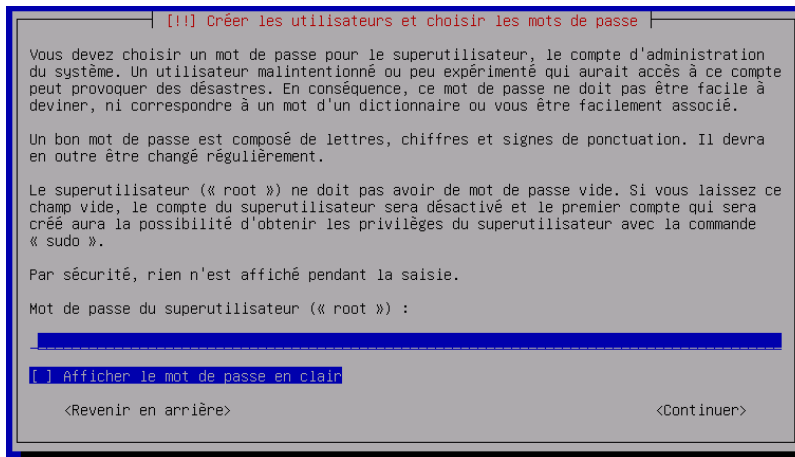 [!!] Créer les utilisateurs et choisir les mots de passe
Vous devez choisir un mot de passe pour le superutilisateur, le compte d'administration
du système. Un utilisateur malintentionné ou peu expérimenté qui aurait accès à ce compte
peut provoquer des désastres. En conséquence, ce mot de passe ne doit pas être facile à
deviner, ni correspondre à un mot d'un dictionnaire ou vous être facilement associé.
Un bon mot de passe est composé de lettres, chiffres et signes de ponctuation. Il devra
en outre être changé régulièrement.
Le superutilisateur (« root ») ne doit pas avoir de mot de passe vide. Si vous laissez ce
champ vide, le compte du superutilisateur sera désactivé et le premier compte qui sera
créé aura la possibilité d'obtenir les privilèges du superutilisateur avec la commande
« sudo ».
Par sécurité, rien n'est affiché pendant la saisie.
Mot de passe du superutilisateur (« root ») :
[ ] Afficher le mot de passe en clair
<Revenir en arrière> <Continuer>